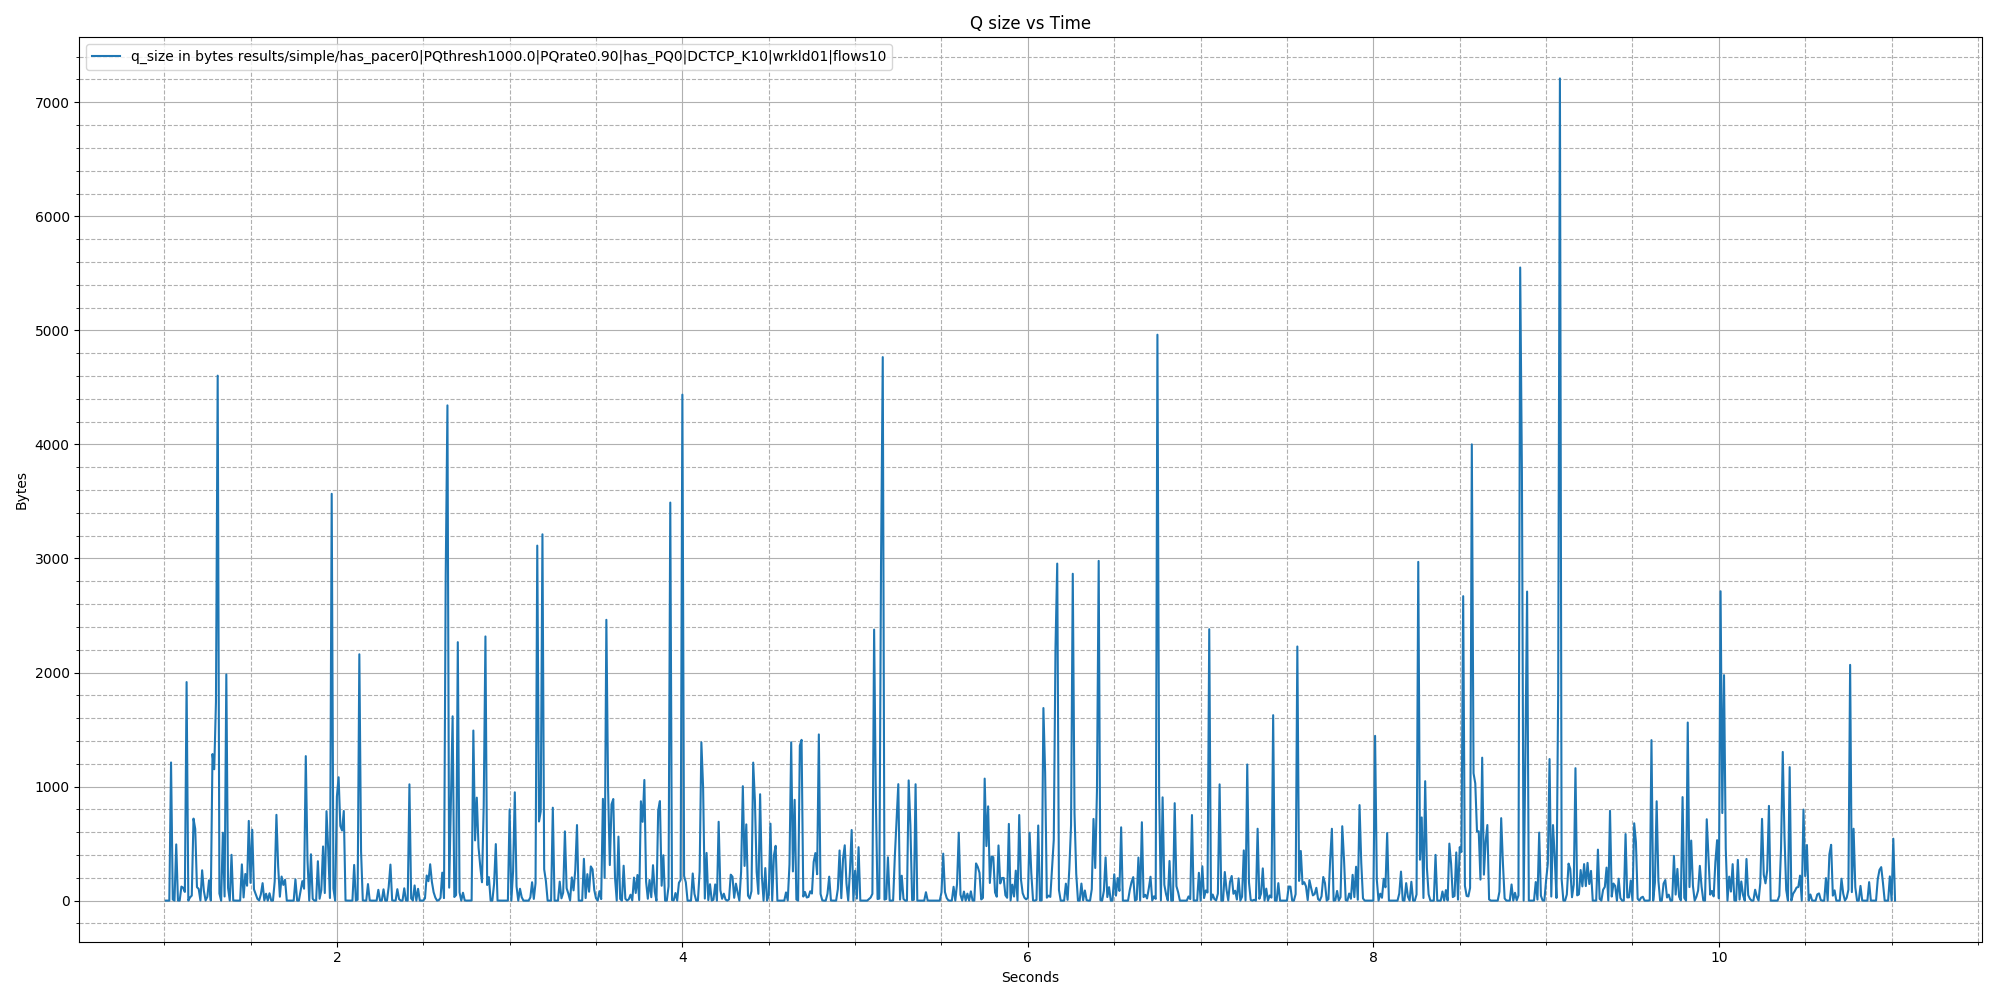 Q size vs Time
q_size in bytes results/simple/has_pacer0|PQthresh1000.0|PQrate0.90|has_PQ0|DCTCP_K10|wrkld01|flows10
7000
6000
5000
4000
3000
2000
1000
0
Bytes
2 4 6 8 10
Seconds